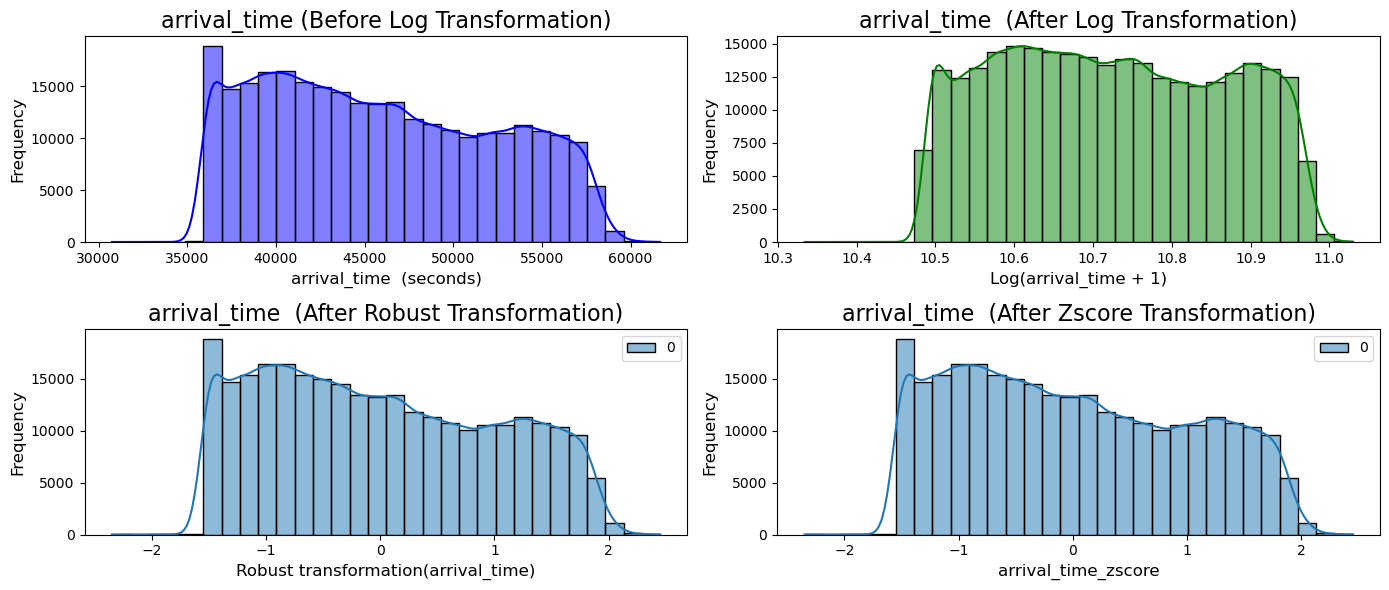 arrival_time (Before Log Transformation)
Frequency
15000
10000
5000
0
30000 35000 40000 45000 50000 55000 60000
arrival_time  (seconds)
arrival_time  (After Log Transformation)
Frequency
15000
12500
10000
7500
5000
2500
0
10.3 10.4 10.5 10.6 10.7 10.8 10.9 11.0
Log(arrival_time + 1)
arrival_time  (After Robust Transformation)
0
Frequency
15000
10000
5000
0
−2 −1 0 1 2
Robust transformation(arrival_time)
arrival_time  (After Zscore Transformation)
0
Frequency
15000
10000
5000
0
−2 −1 0 1 2
arrival_time_zscore